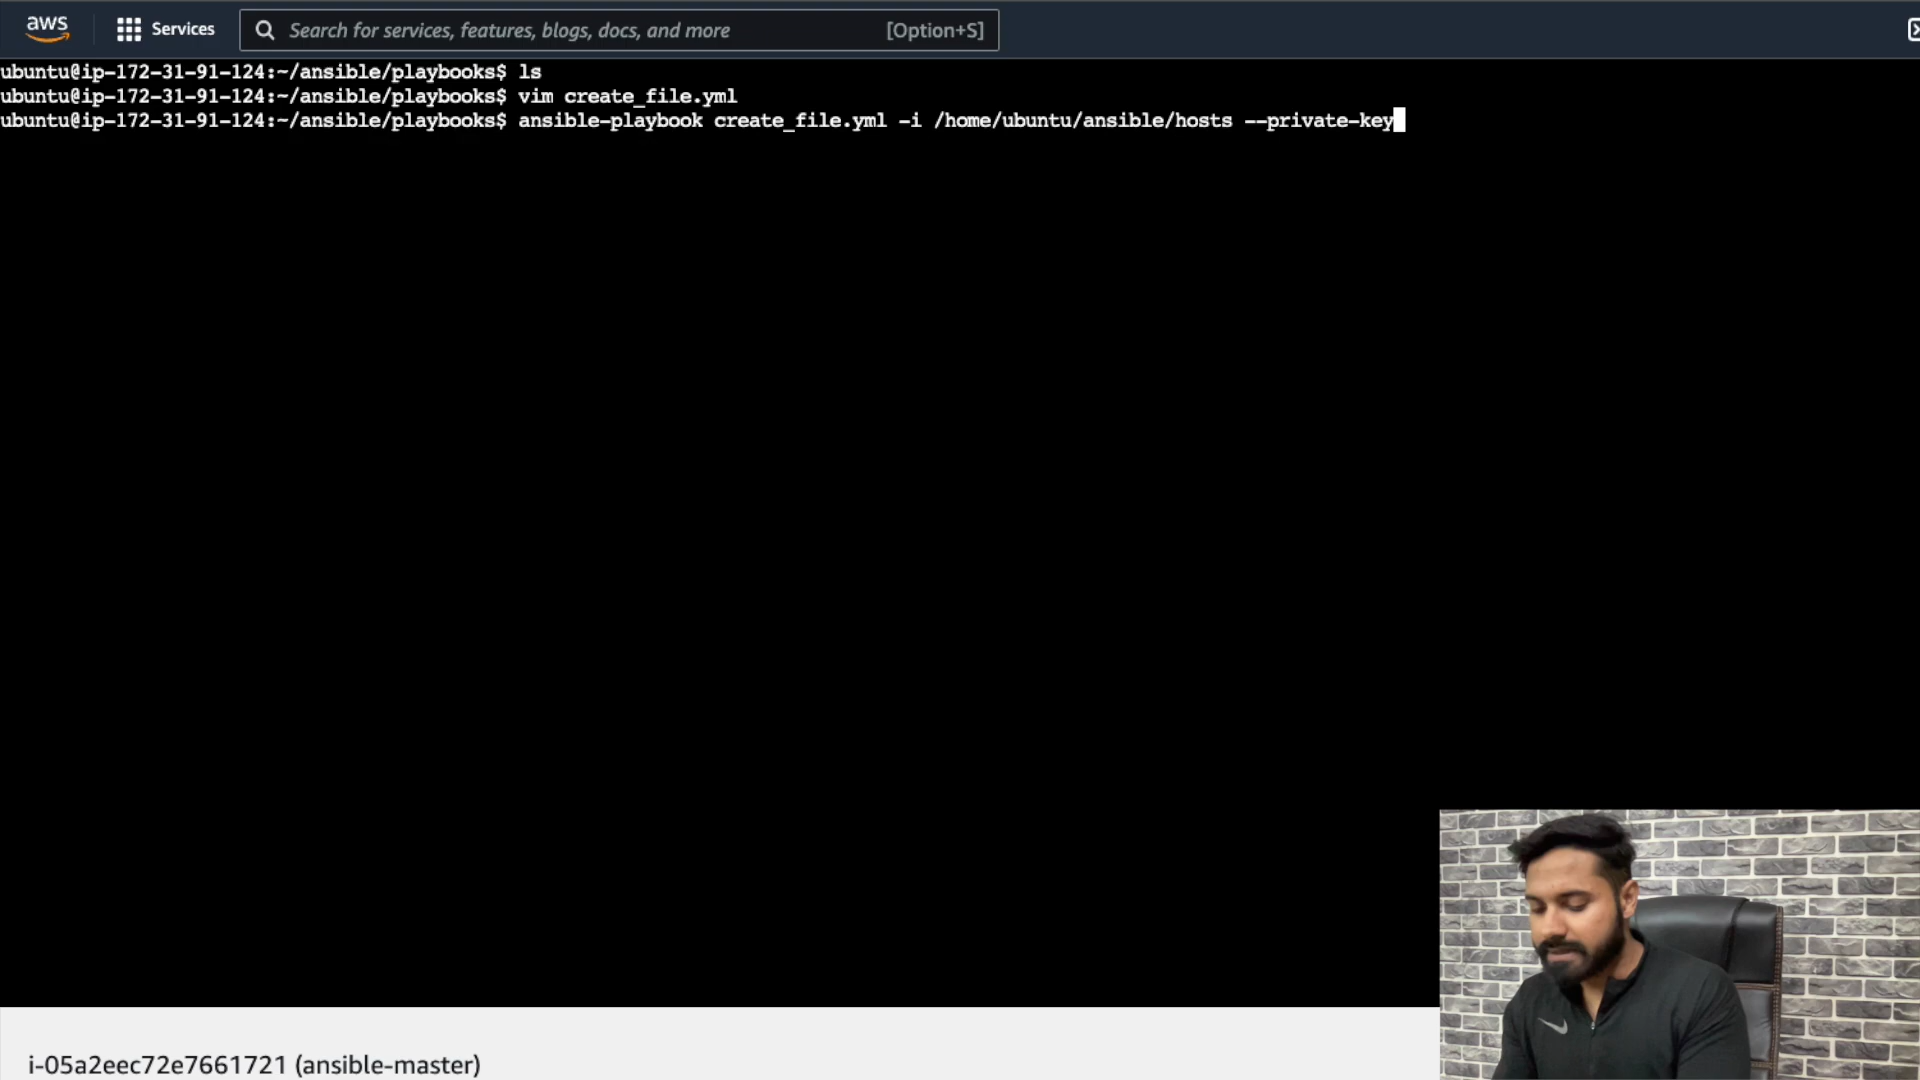 aws
Services
Search for services, features, blogs, docs, and more
[Option+S]
ubuntu@ip-172-31-91-124:~/ansible/playbooks$ ls
ubuntu@ip-172-31-91-124:~/ansible/playbooks$ vim create_file.yml
ubuntu@ip-172-31-91-124:~/ansible/playbooks$ ansible-playbook create_file.yml -i /home/ubuntu/ansible/hosts --private-key
i-05a2eec72e7661721 (ansible-master)